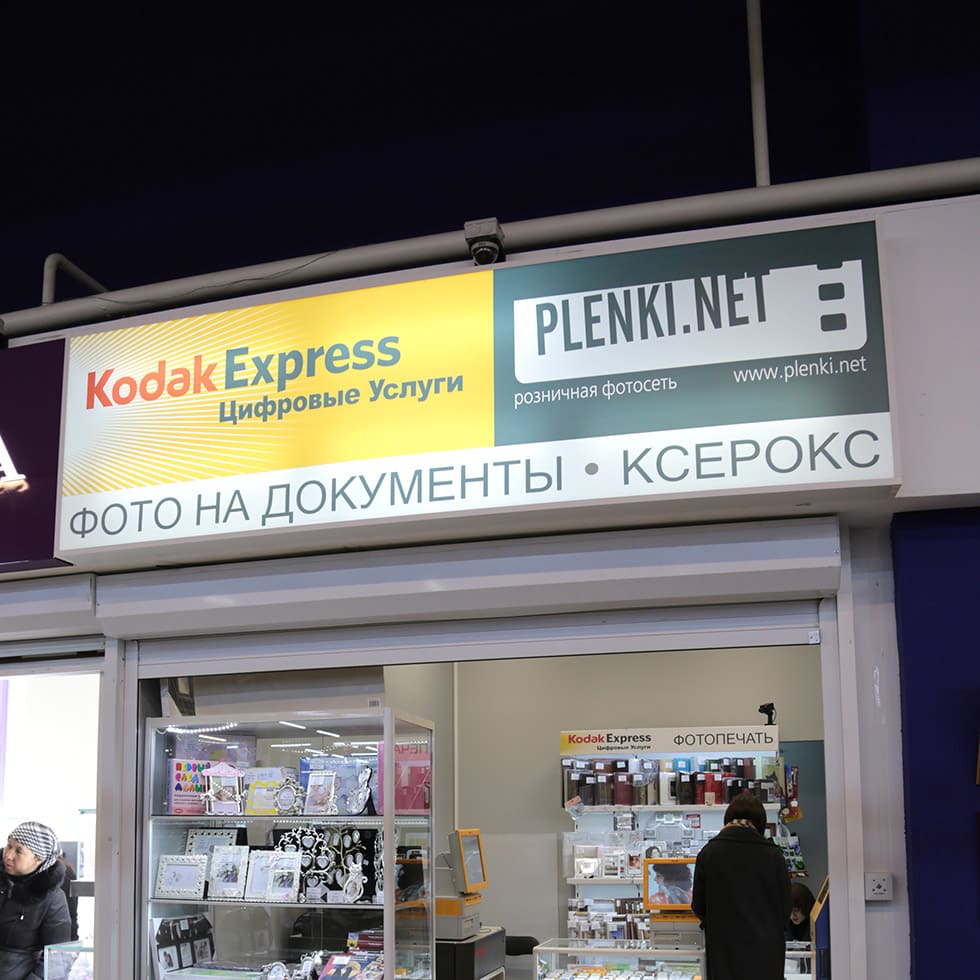 Kodak Express
Цифровые Услуги
PLENKI.NET
розничная фотосеть
www.plenki.net
ФОТО НА ДОКУМЕНТЫ • КСЕРОКС
А
Kodak Express
Цифровые Услуги
ФОТОПЕЧАТЬ